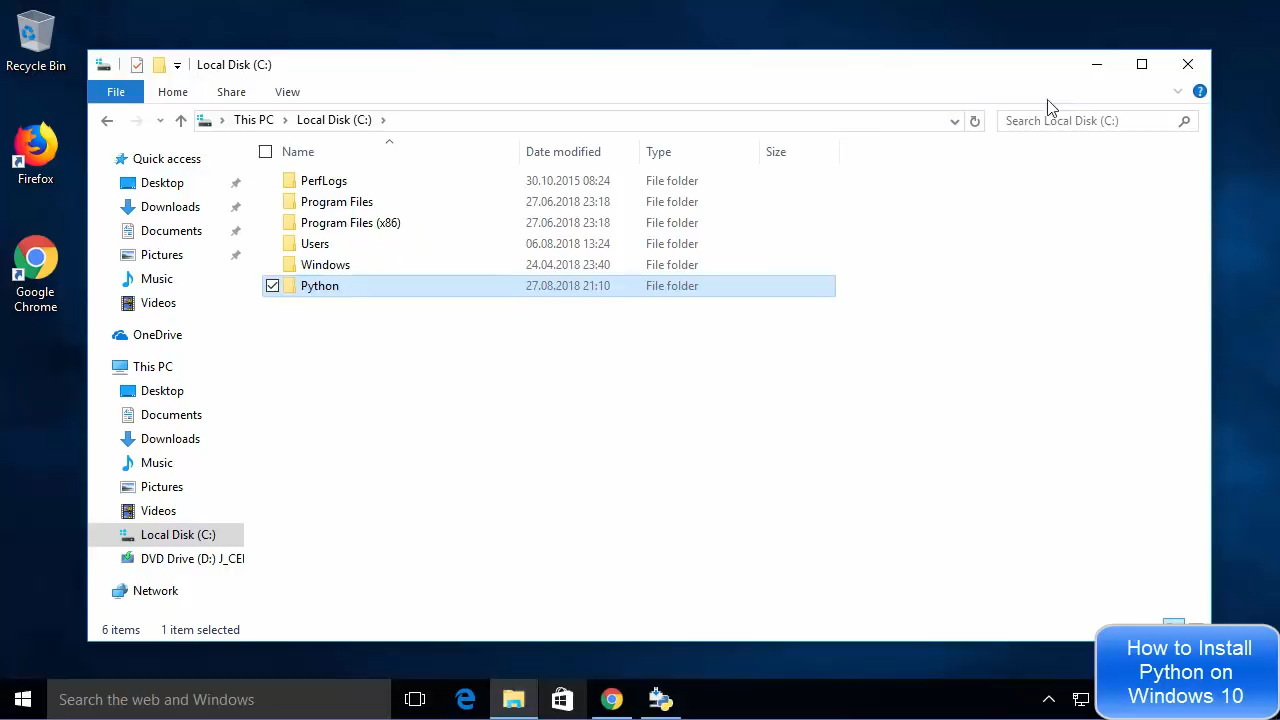 Recycle Bin
Firefox
Google
Chrome
Local Disk (C:)
File Home Share View
This PC Local Disk (C:)
Search Local Disk (C:)
Name Date modified Type Size
PerfLogs 30.10.2015 08:24 File folder
Program Files 27.06.2018 23:18 File folder
Program Files (x86) 27.06.2018 23:18 File folder
Users 06.08.2018 13:24 File folder
Windows 24.04.2018 23:40 File folder
Python 27.08.2018 21:10 File folder
Quick access
Desktop
Downloads
Documents
Pictures
Music
Videos
OneDrive
This PC
Desktop
Documents
Downloads
Music
Pictures
Videos
Local Disk (C:)
DVD Drive (D:) J_CEI
Network
6 items 1 item selected
Search the web and Windows
How to Install
Python on
Windows 10